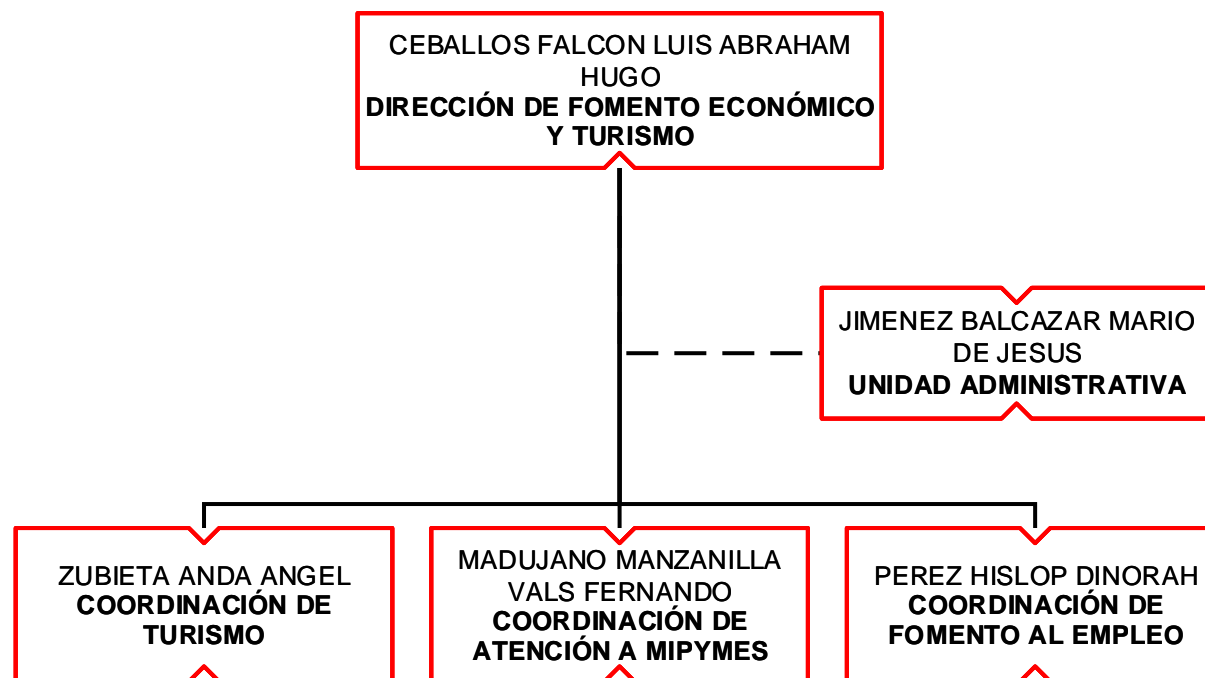 CEBALLOS FALCON LUIS ABRAHAM
HUGO
DIRECCIÓN DE FOMENTO ECONÓMICO
Y TURISMO
JIMENEZ BALCAZAR MARIO
DE JESUS
UNIDAD ADMINISTRATIVA
ZUBIETA ANDA ANGEL
COORDINACIÓN DE
TURISMO
MADUJANO MANZANILLA
VALS FERNANDO
COORDINACIÓN DE
ATENCIÓN A MIPYMES
PEREZ HISLOP DINORAH
COORDINACIÓN DE
FOMENTO AL EMPLEO